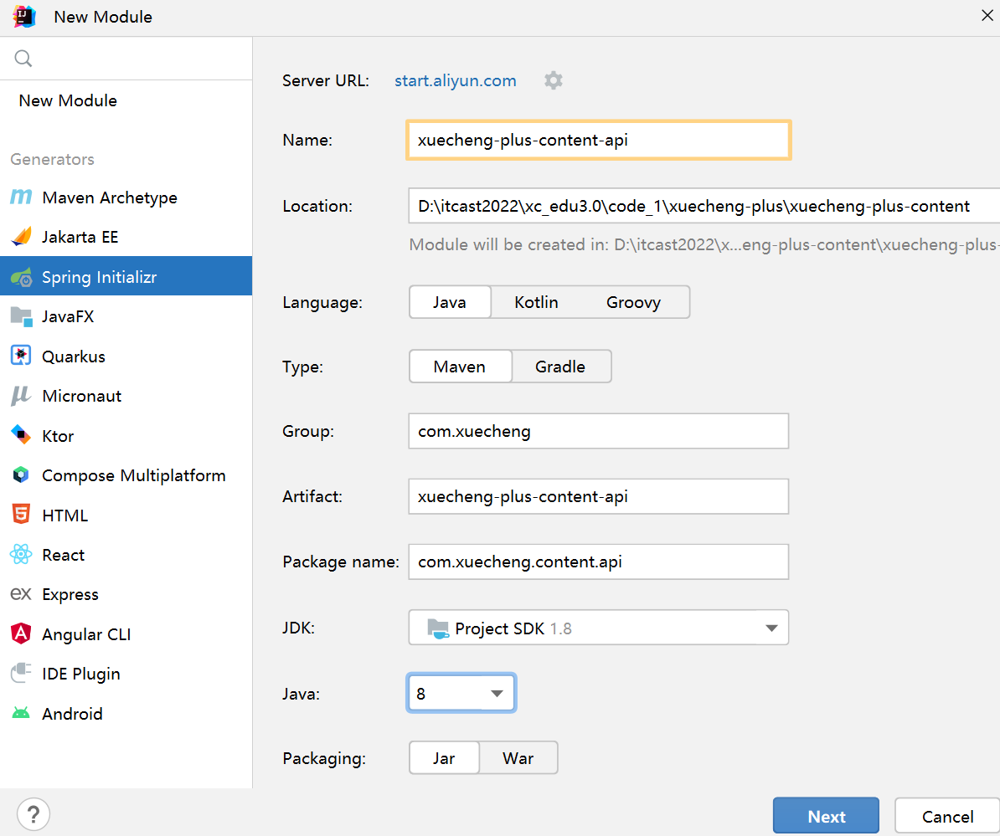 New Module
New Module
Generators
Maven Archetype
Jakarta EE
Spring Initializr
JavaFX
Quarkus
Micronaut
Ktor
Compose Multiplatform
HTML
React
Express
Angular CLI
IDE Plugin
Android
Server URL: start.aliyun.com
Name: xuecheng-plus-content-api
Location: D:\itcast2022\xc_edu3.0\code_1\xuecheng-plus\xuecheng-plus-content
Module will be created in: D:\itcast2022\x...eng-plus-content\xuecheng-plus-
Language: Java Kotlin Groovy
Type: Maven Gradle
Group: com.xuecheng
Artifact: xuecheng-plus-content-api
Package name: com.xuecheng.content.api
JDK: Project SDK 1.8
Java: 8
Packaging: Jar War
? Next Cancel